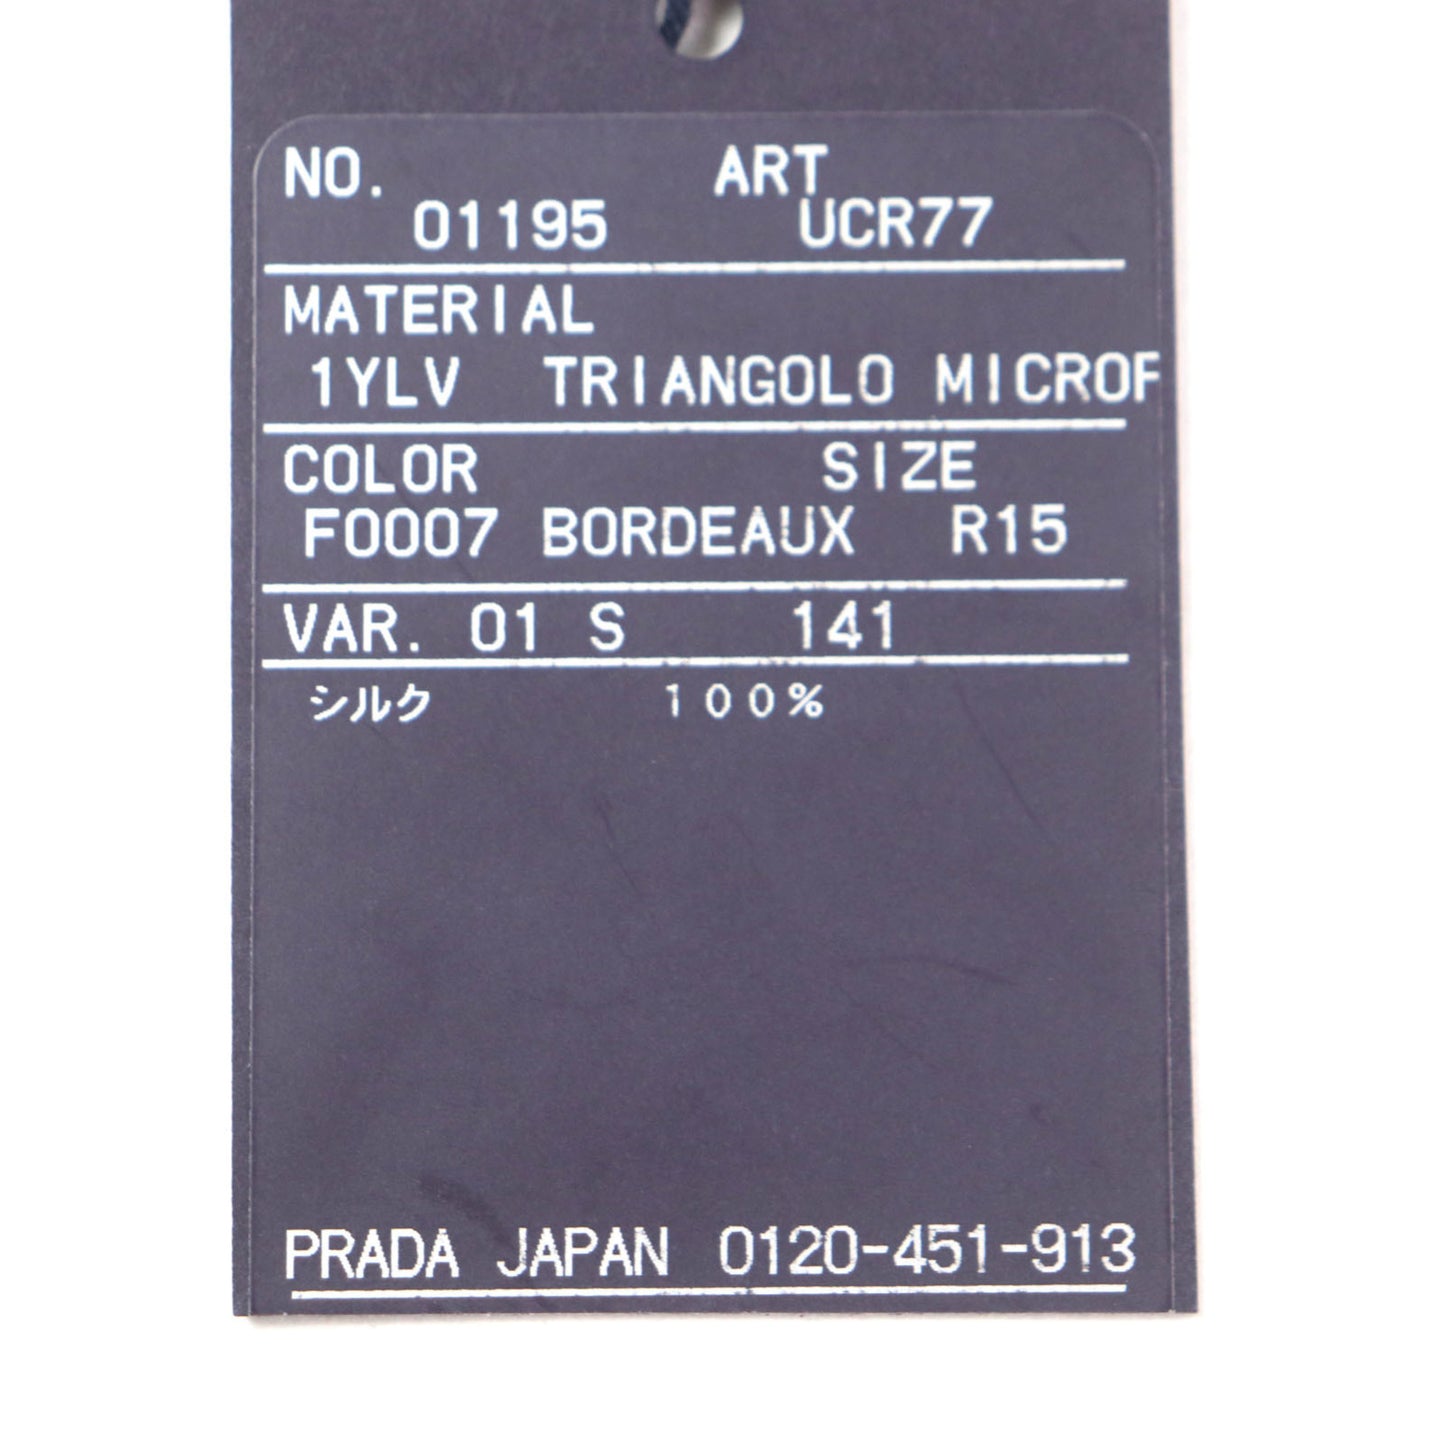 NO. ART
01195 UCR77
MATERIAL
1YLV TRIANGOLO MICROF
COLOR SIZE
F0007 BORDEAUX R15
VAR. 01 S 141
シルク 100%
PRADA JAPAN 0120-451-913